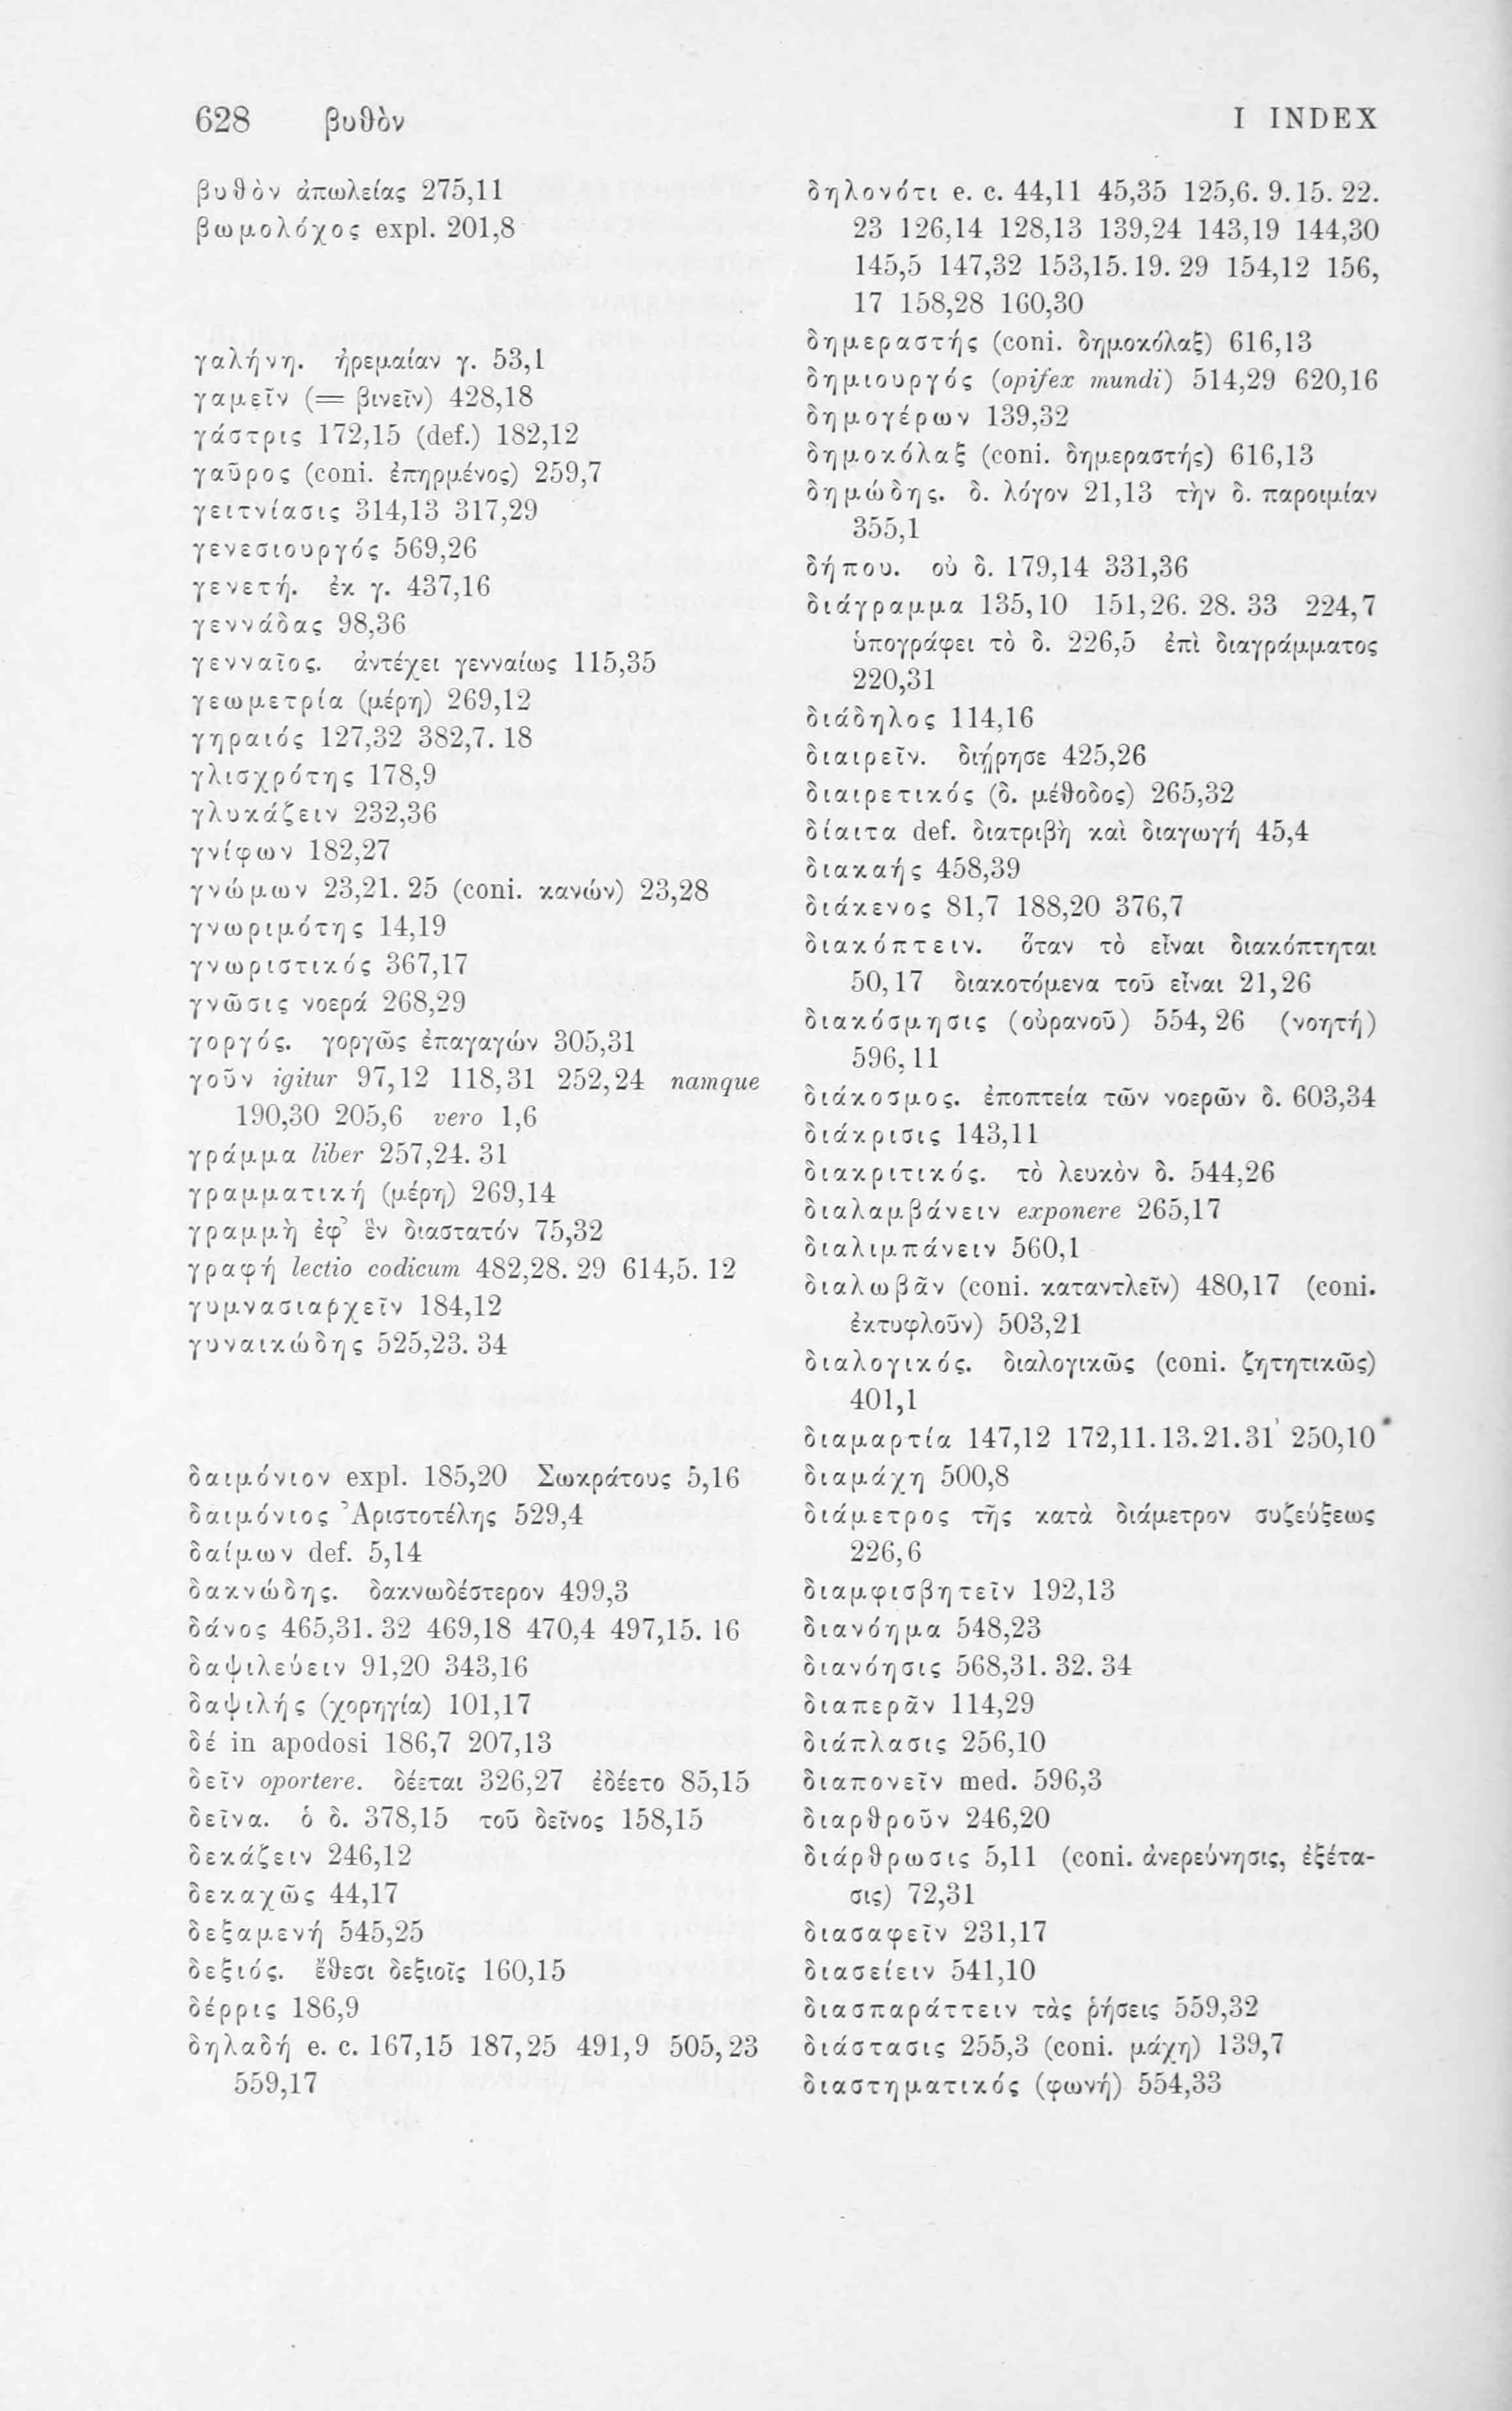 628 βυθὸν
I INDEX
βυθὸν ἀπωλείας 275,11
βωμολόχος expl. 201,8
γαλήνη. ἠρεμαίαν γ. 53,1
γαμεῖν (= βινεῖν) 428,18
γάστρις 172,15 (def.) 182,12
γαῦρος (coni. ἐπηρμένος) 259,7
γειτνίασις 314,13 317,29
γενεσιουργός 569,26
γενετή. ἐκ γ. 437,16
γεννάδας 98,36
γενναῖος. ἀντέχει γενναίως 115,35
γεωμετρία (μέρη) 269,12
γηραιός 127,32 382,7. 18
γλισχρότης 178,9
γλυκάζειν 232,36
γνίφων 182,27
γνώμων 23,21. 25 (coni. κανών) 23,28
γνωριμότης 14,19
γνωριστικός 367,17
γνῶσις νοερά 268,29
γοργός. γοργῶς ἐπαγαγών 305,31
γοῦν igitur 97,12 118,31 252,24 namque
190,30 205,6 vero 1,6
γράμμα liber 257,24. 31
γραμματική (μέρη) 269,14
γραμμὴ ἐφ᾽ ἓν διαστατόν 75,32
γραφή lectio codicum 482,28. 29 614,5. 12
γυμνασιαρχεῖν 184,12
γυναικώδης 525,23. 34
δαιμόνιον expl. 185,20 Σωκράτους 5,16
δαιμόνιος Ἀριστοτέλης 529,4
δαίμων def. 5,14
δακνώδης. δακνωδέστερον 499,3
δάνος 465,31. 32 469,18 470,4 497,15. 16
δαψιλεύειν 91,20 343,16
δαψιλής (χορηγία) 101,17
δέ in apodosi 186,7 207,13
δεῖν oportere. δέεται 326,27 ἐδέετο 85,15
δεῖνα. ὁ δ. 378,15 τοῦ δεῖνος 158,15
δεκάζειν 246,12
δεκαχῶς 44,17
δεξαμενή 545,25
δεξιός. ἔθεσι δεξιοῖς 160,15
δέρρις 186,9
δηλαδή e. c. 167,15 187,25 491,9 505,23
559,17
δηλονότι e. c. 44,11 45,35 125,6. 9. 15. 22.
23 126,14 128,13 139,24 143,19 144,30
145,5 147,32 153,15. 19. 29 154,12 156,
17 158,28 160,30
δημεραστής (coni. δημοκόλαξ) 616,13
δημιουργός (opifex mundi) 514,29 620,16
δημογέρων 139,32
δημοκόλαξ (coni. δημεραστής) 616,13
δημώδης. δ. λόγον 21,13 τὴν δ. παροιμίαν
355,1
δήπου. οὐ δ. 179,14 331,36
διάγραμμα 135,10 151,26. 28. 33 224,7
ὑπογράφει τὸ δ. 226,5 ἐπὶ διαγράμματος
220,31
διάδηλος 114,16
διαιρεῖν. διῄρησε 425,26
διαιρετικός (δ. μέθοδος) 265,32
δίαιτα def. διατριβὴ καὶ διαγωγή 45,4
διακαής 458,39
διάκενος 81,7 188,20 376,7
διακόπτειν. ὅταν τὸ εἶναι διακόπτηται
50,17 διακοτόμενα τοῦ εἶναι 21,26
διακόσμησις (οὐρανοῦ) 554,26 (νοητή)
596,11
διάκοσμος. ἐποπτεία τῶν νοερῶν δ. 603,34
διάκρισις 143,11
διακριτικός. τὸ λευκὸν δ. 544,26
διαλαμβάνειν exponere 265,17
διαλιμπάνειν 560,1
διαλωβᾶν (coni. καταντλεῖν) 480,17 (coni.
ἐκτυφλοῦν) 503,21
διαλογικός. διαλογικῶς (coni. ζητητικῶς)
401,1
διαμαρτία 147,12 172,11. 13. 21. 31 250,10
διαμάχη 500,8
διάμετρος τῆς κατὰ διάμετρον συζεύξεως
226,6
διαμφισβητεῖν 192,13
διανόημα 548,23
διανόησις 568,31. 32. 34
διαπερᾶν 114,29
διάπλασις 256,10
διαπονεῖν med. 596,3
διαρθροῦν 246,20
διάρθρωσις 5,11 (coni. ἀνερεύνησις, ἐξέτα-
σις) 72,31
διασαφεῖν 231,17
διασείειν 541,10
διασπαράττειν τὰς ῥήσεις 559,32
διάστασις 255,3 (coni. μάχη) 139,7
διαστηματικός (φωνή) 554,33